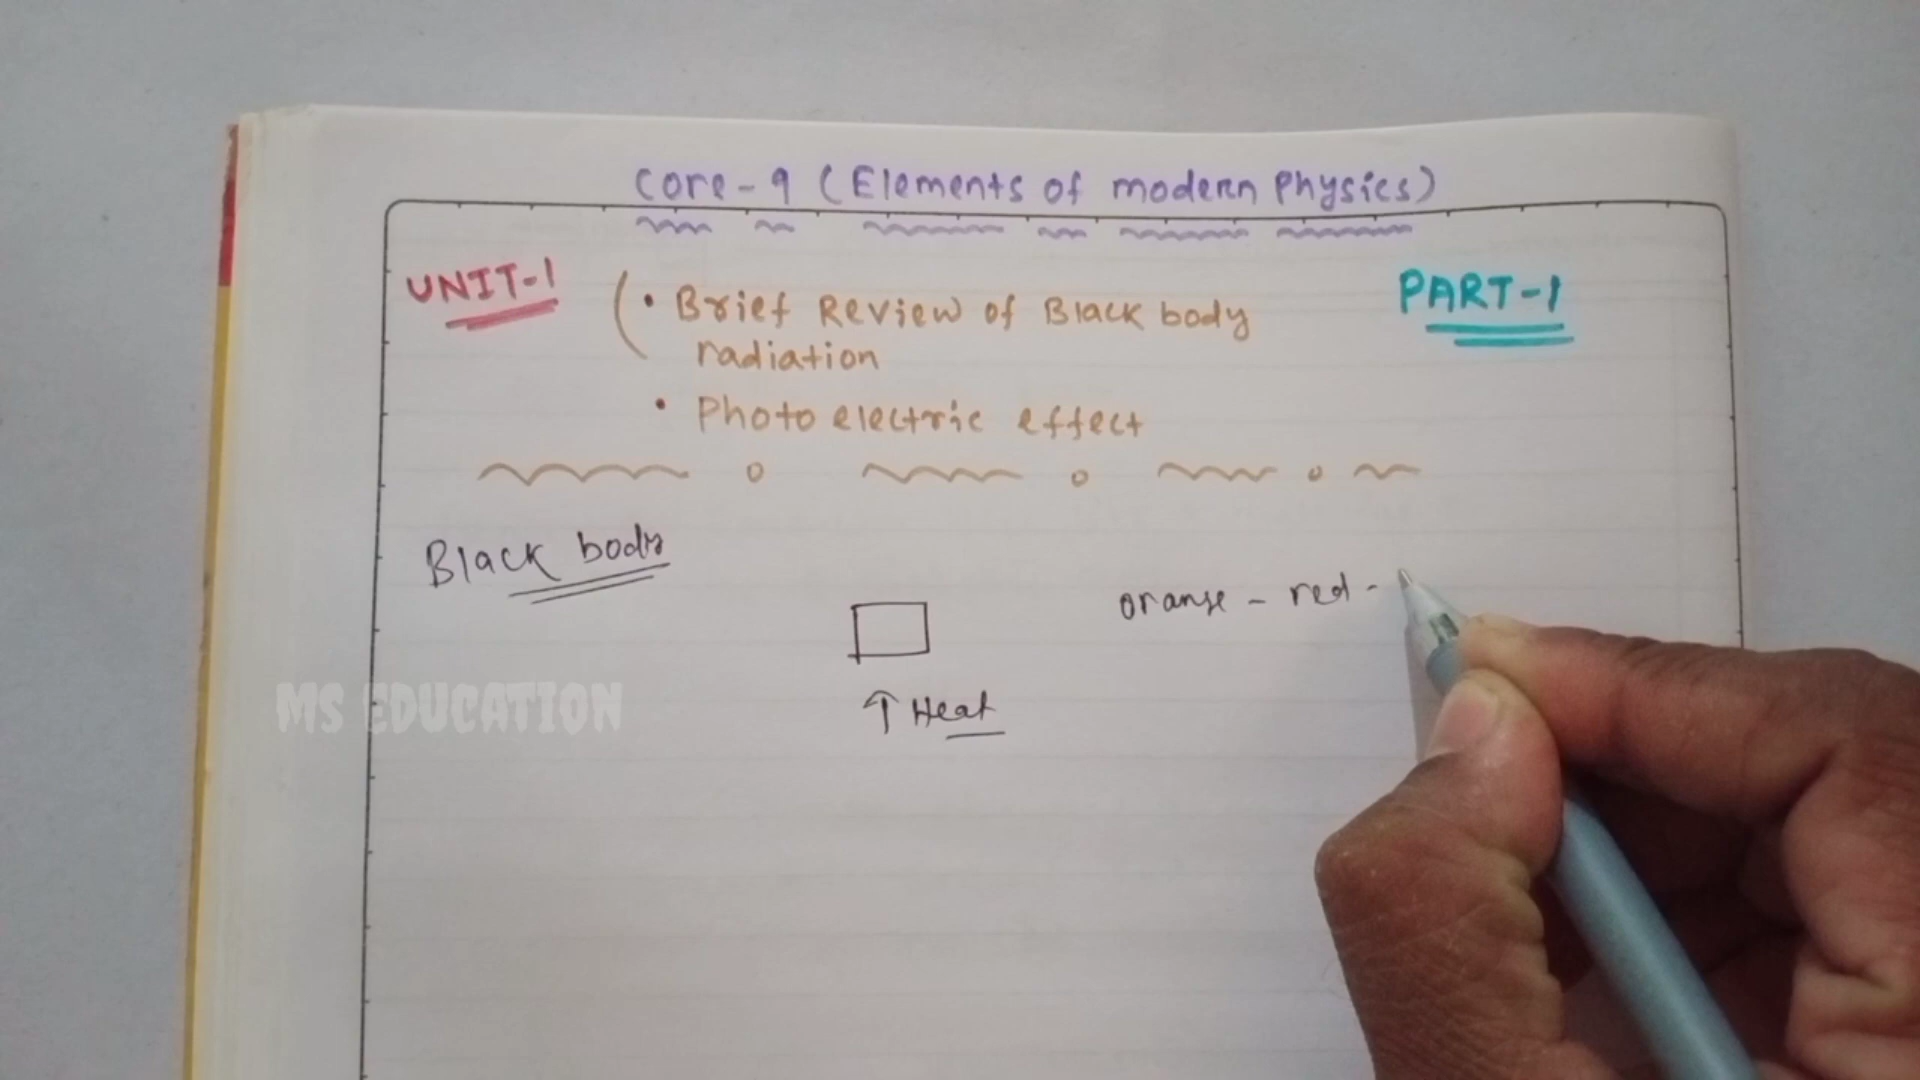 Core-9 (Elements of modern Physics)
UNIT-1
(• Brief Review of Black body
radiation
PART-1
• Photo electric effect
Black body
orange - red -
↑ Heat
MS EDUCATION